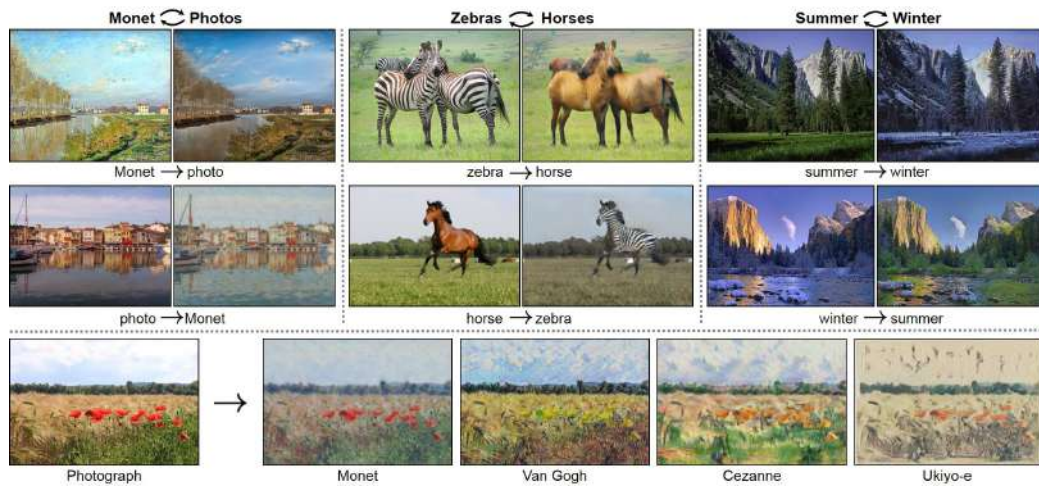 Monet Photos
Zebras Horses
Summer Winter
Monet → photo
zebra → horse
summer → winter
photo → Monet
horse → zebra
winter → summer
Photograph
Monet
Van Gogh
Cezanne
Ukiyo-e